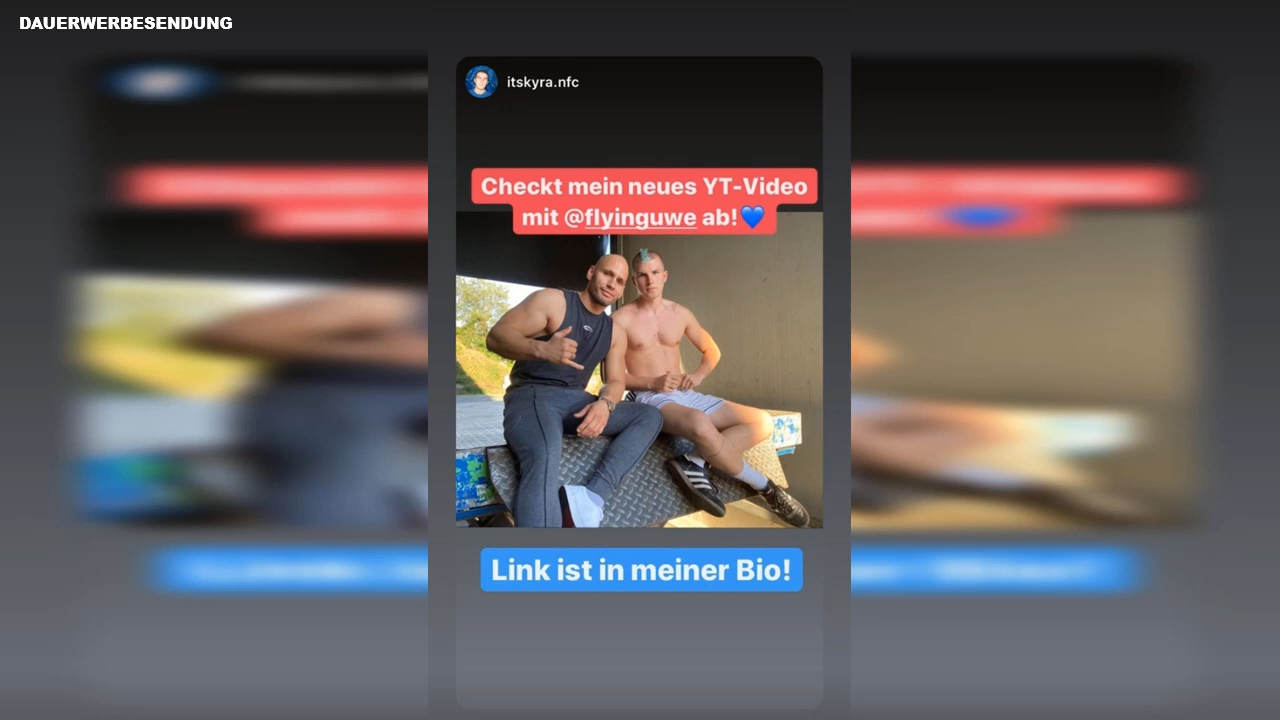 DAUERWERBESENDUNG
itskyra.nfc
Checkt mein neues YT-Video
mit @flyinguwe ab!💙
Link ist in meiner Bio!